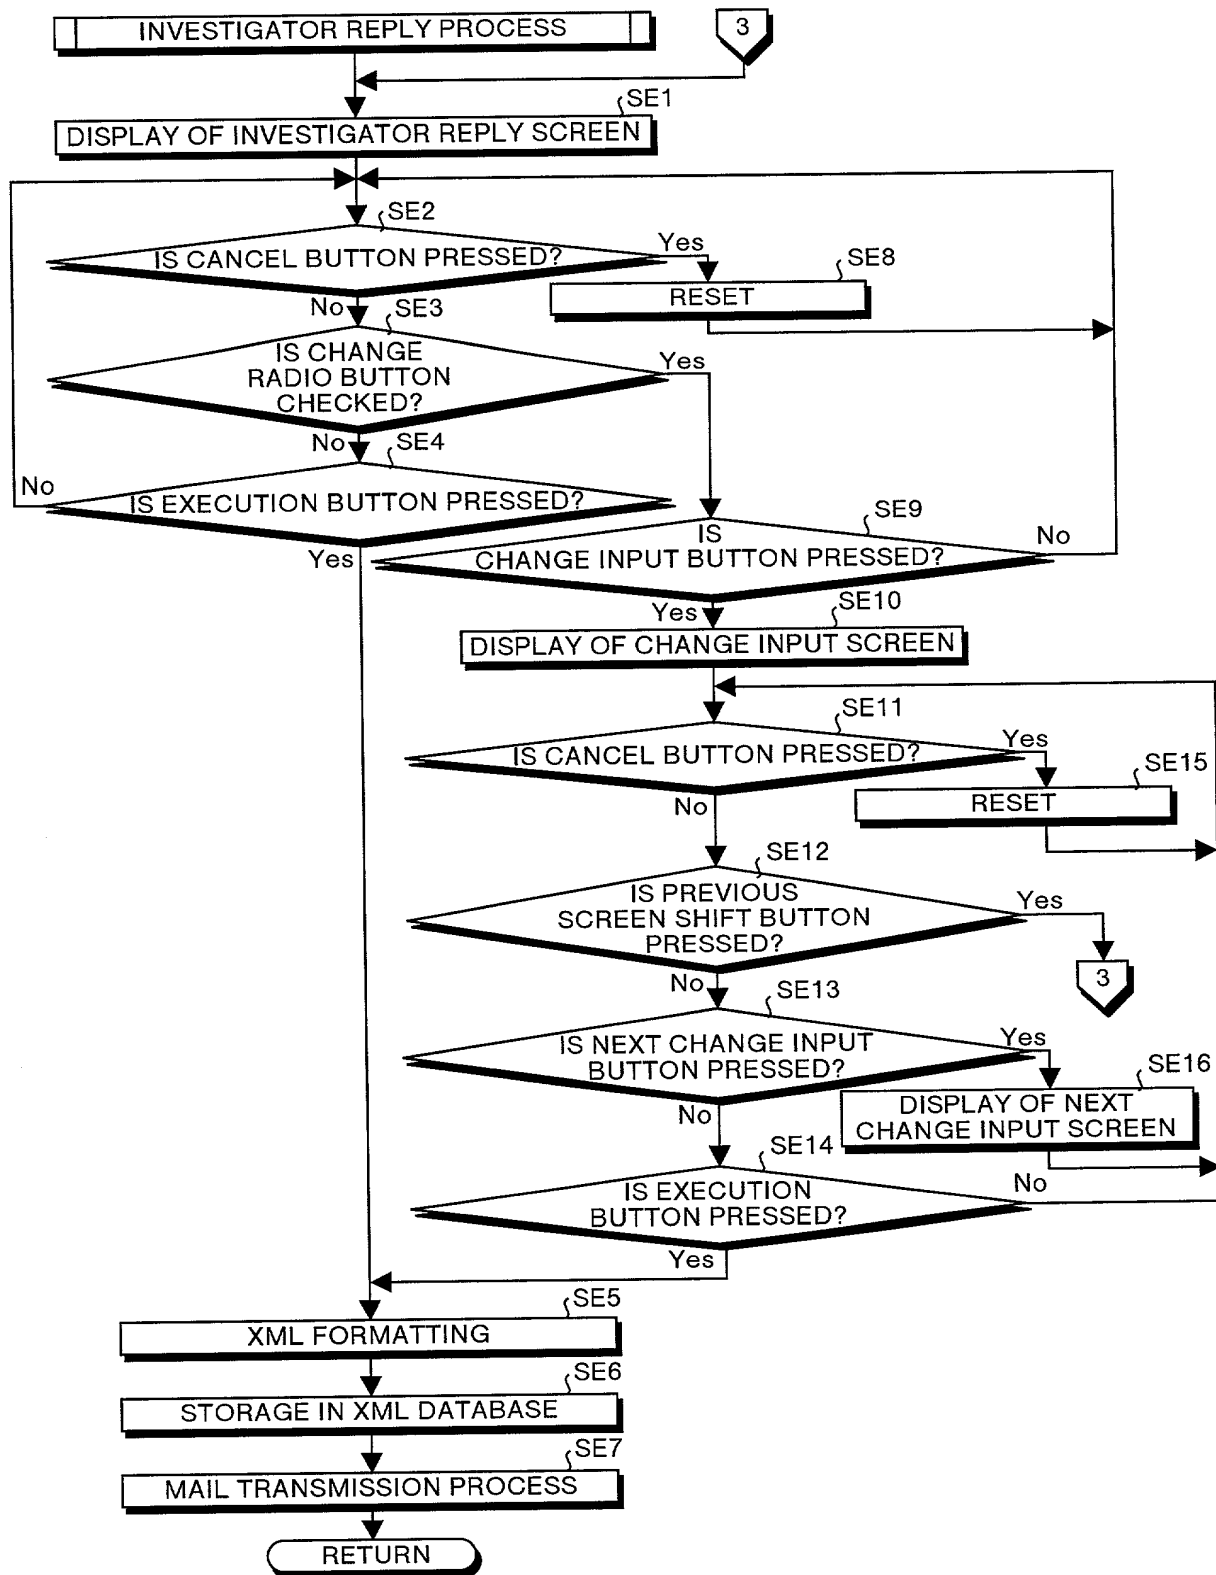 INVESTIGATOR REPLY PROCESS
3
SE1
DISPLAY OF INVESTIGATOR REPLY SCREEN
SE2
IS CANCEL BUTTON PRESSED?
Yes
SE8
RESET
No
SE3
IS CHANGE
RADIO BUTTON
CHECKED?
Yes
No
SE4
No
IS EXECUTION BUTTON PRESSED?
Yes
SE9
IS
CHANGE INPUT BUTTON PRESSED?
No
Yes
SE10
DISPLAY OF CHANGE INPUT SCREEN
SE11
IS CANCEL BUTTON PRESSED?
Yes
SE15
RESET
No
SE12
IS PREVIOUS
SCREEN SHIFT BUTTON
PRESSED?
Yes
3
No
SE13
IS NEXT CHANGE INPUT
BUTTON PRESSED?
Yes
SE16
DISPLAY OF NEXT
CHANGE INPUT SCREEN
No
SE14
IS EXECUTION
BUTTON PRESSED?
No
Yes
SE5
XML FORMATTING
SE6
STORAGE IN XML DATABASE
SE7
MAIL TRANSMISSION PROCESS
RETURN